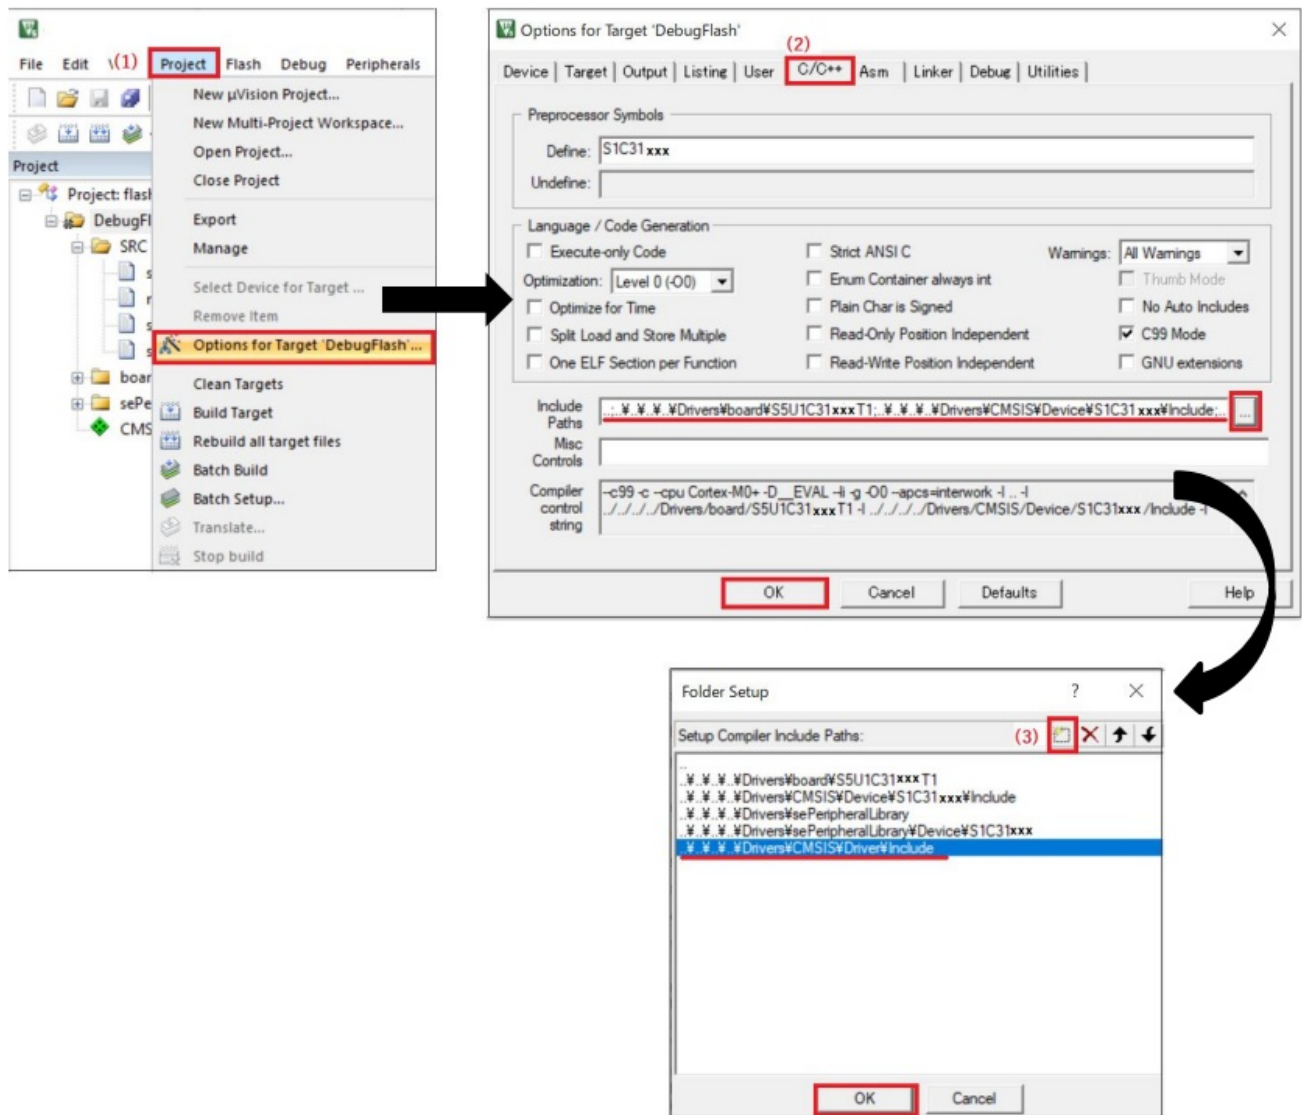 File Edit \(1) Project Flash Debug Peripherals
New µVision Project...
New Multi-Project Workspace...
Open Project...
Close Project
Export
Manage
Select Device for Target ...
Remove Item
Options for Target 'DebugFlash'...
Clean Targets
Build Target
Rebuild all target files
Batch Build
Batch Setup...
Translate...
Stop build
Project
Project: flash
DebugFl
SRC
s
r
s
s
boar
sePe
CMS
Options for Target 'DebugFlash'
(2)
Device Target Output Listing User C/C++ Asm Linker Debug Utilities
Preprocessor Symbols
Define: S1C31xxx
Undefine:
Language / Code Generation
Execute-only Code
Optimization: Level 0 (-O0)
Optimize for Time
Split Load and Store Multiple
One ELF Section per Function
Strict ANSI C
Enum Container always int
Plain Char is Signed
Read-Only Position Independent
Read-Write Position Independent
Warnings: All Warnings
Thumb Mode
No Auto Includes
C99 Mode
GNU extensions
Include Paths ..;..¥..¥..¥..¥Drivers¥board¥S5U1C31xxxT1;..¥..¥..¥..¥Drivers¥CMSIS¥Device¥S1C31xxx¥Include;.. ...
Misc Controls
Compiler control string
--c99 -c --cpu Cortex-M0+ -D__EVAL --li -g -O0 --apcs=interwork -I .. -I
../../../../Drivers/board/S5U1C31xxxT1 -I ../../../../Drivers/CMSIS/Device/S1C31xxx/Include -I
OK Cancel Defaults Help
Folder Setup ?
Setup Compiler Include Paths: (3)
..
..¥..¥..¥..¥Drivers¥board¥S5U1C31xxxT1
..¥..¥..¥..¥Drivers¥CMSIS¥Device¥S1C31xxx¥Include
..¥..¥..¥..¥Drivers¥sePeripheralLibrary
..¥..¥..¥..¥Drivers¥sePeripheralLibrary¥Device¥S1C31xxx
..¥..¥..¥..¥Drivers¥CMSIS¥Driver¥Include
OK Cancel